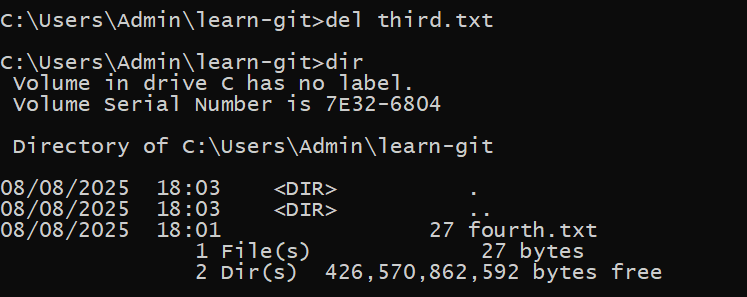 C:\Users\Admin\learn-git>del third.txt
C:\Users\Admin\learn-git>dir
 Volume in drive C has no label.
 Volume Serial Number is 7E32-6804
 Directory of C:\Users\Admin\learn-git
08/08/2025  18:03    <DIR>          .
08/08/2025  18:03    <DIR>          ..
08/08/2025  18:01                27 fourth.txt
               1 File(s)             27 bytes
               2 Dir(s)  426,570,862,592 bytes free